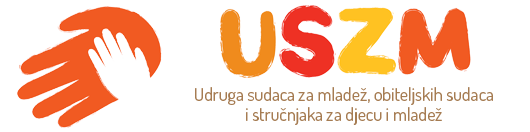 USZM
Udruga sudaca za mladež, obiteljskih sudaca
i stručnjaka za djecu i mladež